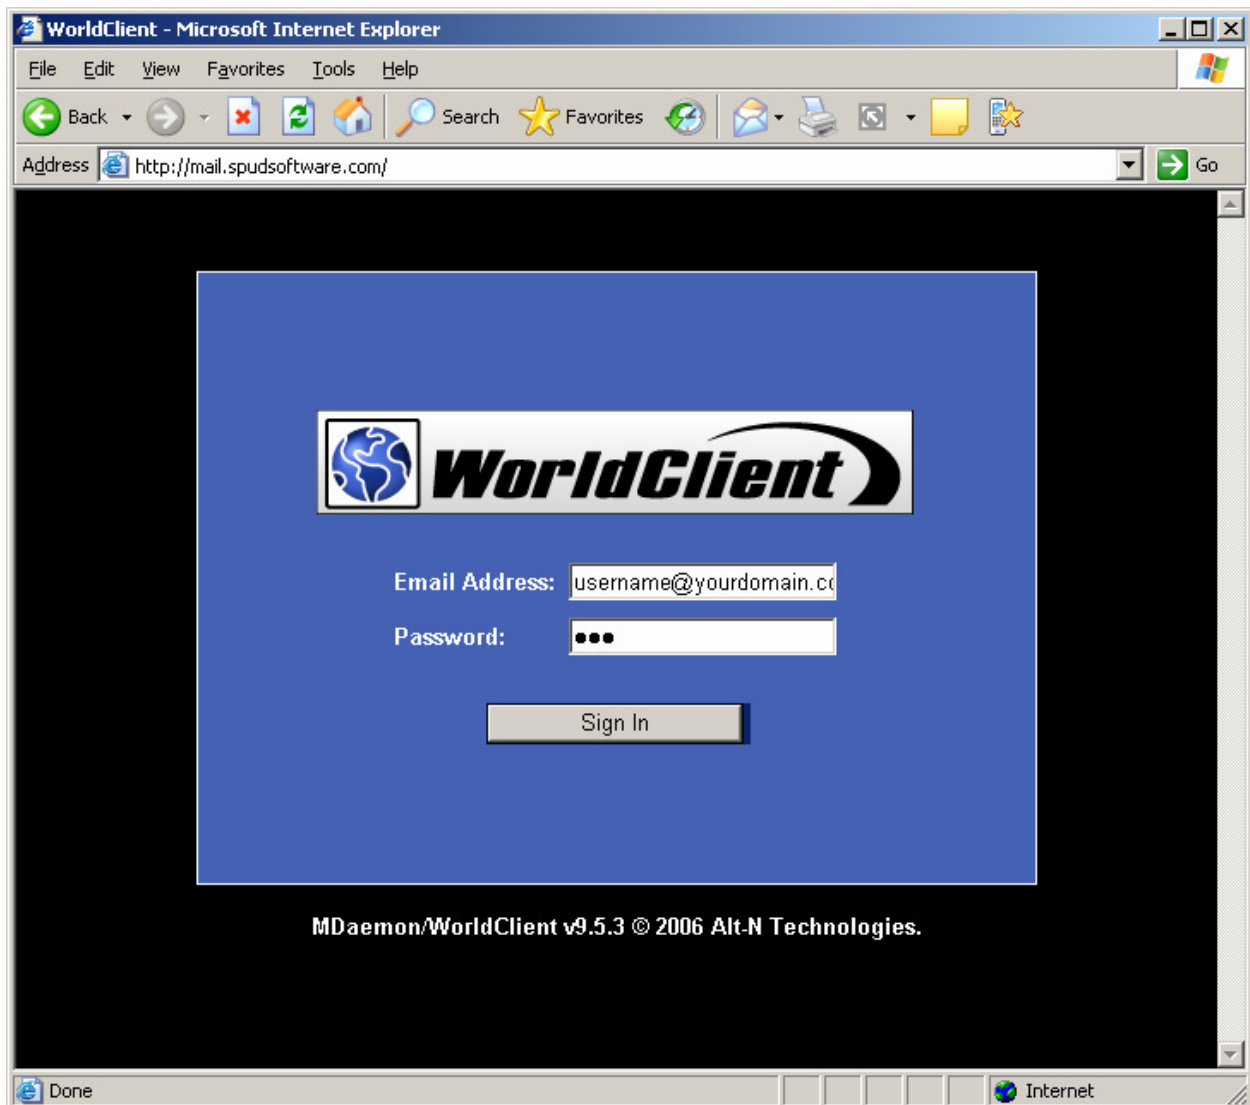 WorldClient - Microsoft Internet Explorer
File Edit View Favorites Tools Help
Back Search Favorites
Address http://mail.spudsoftware.com/ Go
WorldClient
Email Address: username@yourdomain.co
Password: •••
Sign In
MDaemon/WorldClient v9.5.3 © 2006 Alt-N Technologies.
Done Internet